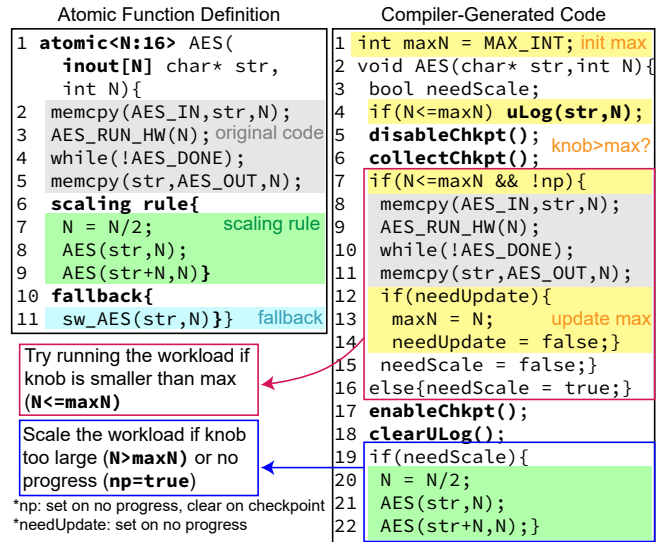 Atomic Function Definition
1 atomic<N:16> AES(
inout[N] char* str,
int N){
2 memcpy(AES_IN,str,N);
3 AES_RUN_HW(N); original code
4 while(!AES_DONE);
5 memcpy(str,AES_OUT,N);
6 scaling rule{
7 N = N/2; scaling rule
8 AES(str,N);
9 AES(str+N,N)}
10 fallback{
11 sw_AES(str,N)}} fallback
Try running the workload if
knob is smaller than max
(N<=maxN)
Scale the workload if knob
too large (N>maxN) or no
progress (np=true)
*np: set on no progress, clear on checkpoint
*needUpdate: set on no progress
Compiler-Generated Code
1 int maxN = MAX_INT; init max
2 void AES(char* str,int N){
3 bool needScale;
4 if(N<=maxN) uLog(str,N);
5 disableChkpt();
knob>max?
6 collectChkpt();
7 if(N<=maxN && !np){
8 memcpy(AES_IN,str,N);
9 AES_RUN_HW(N);
10 while(!AES_DONE);
11 memcpy(str,AES_OUT,N);
12 if(needUpdate){
13 maxN = N; update max
14 needUpdate = false;}
15 needScale = false;}
16 else{needScale = true;}
17 enableChkpt();
18 clearULog();
19 if(needScale){
20 N = N/2;
21 AES(str,N);
22 AES(str+N,N);}